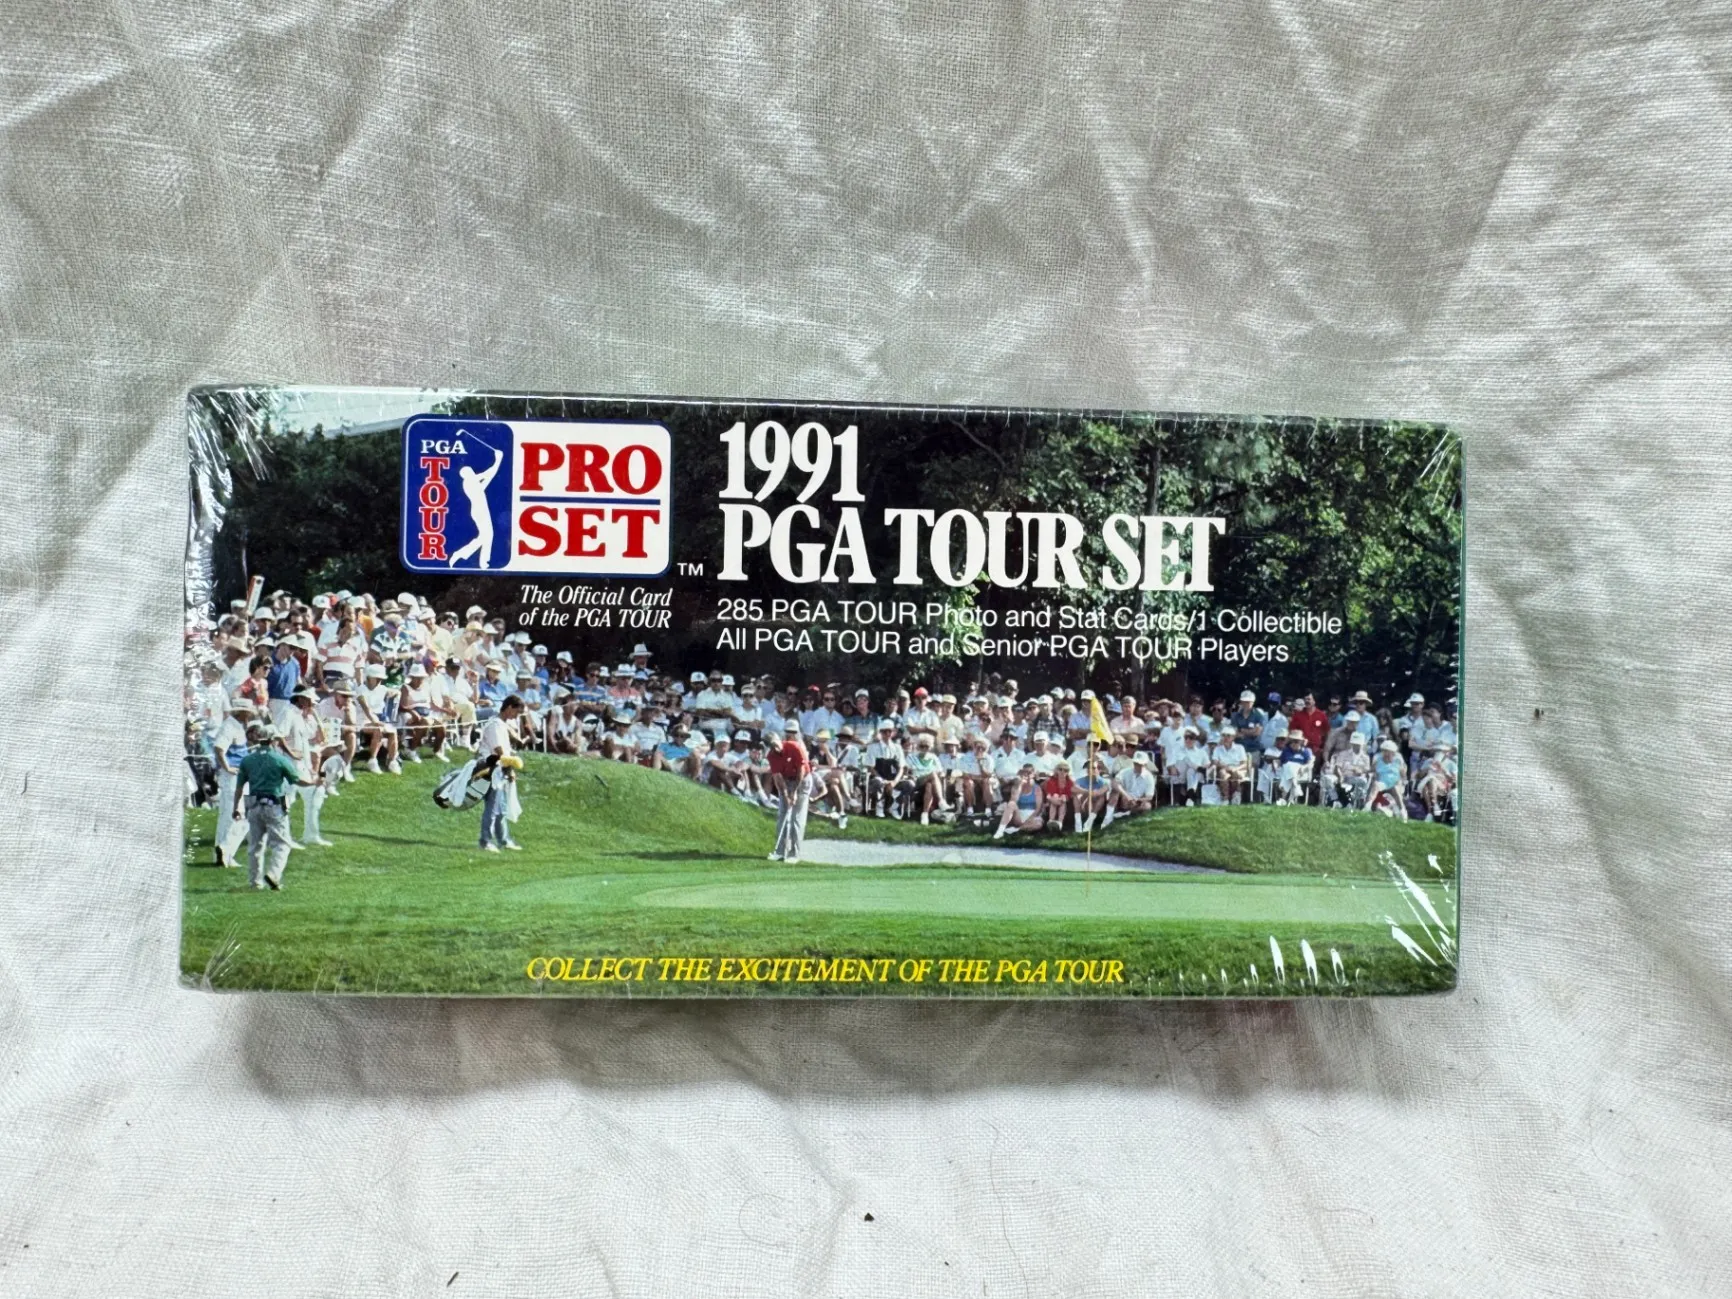 PGA
TOUR
PRO
SET
TM
The Official Card
of the PGA TOUR
1991
PGA TOUR SET
285 PGA TOUR Photo and Stat Cards/1 Collectible
All PGA TOUR and Senior PGA TOUR Players
COLLECT THE EXCITEMENT OF THE PGA TOUR